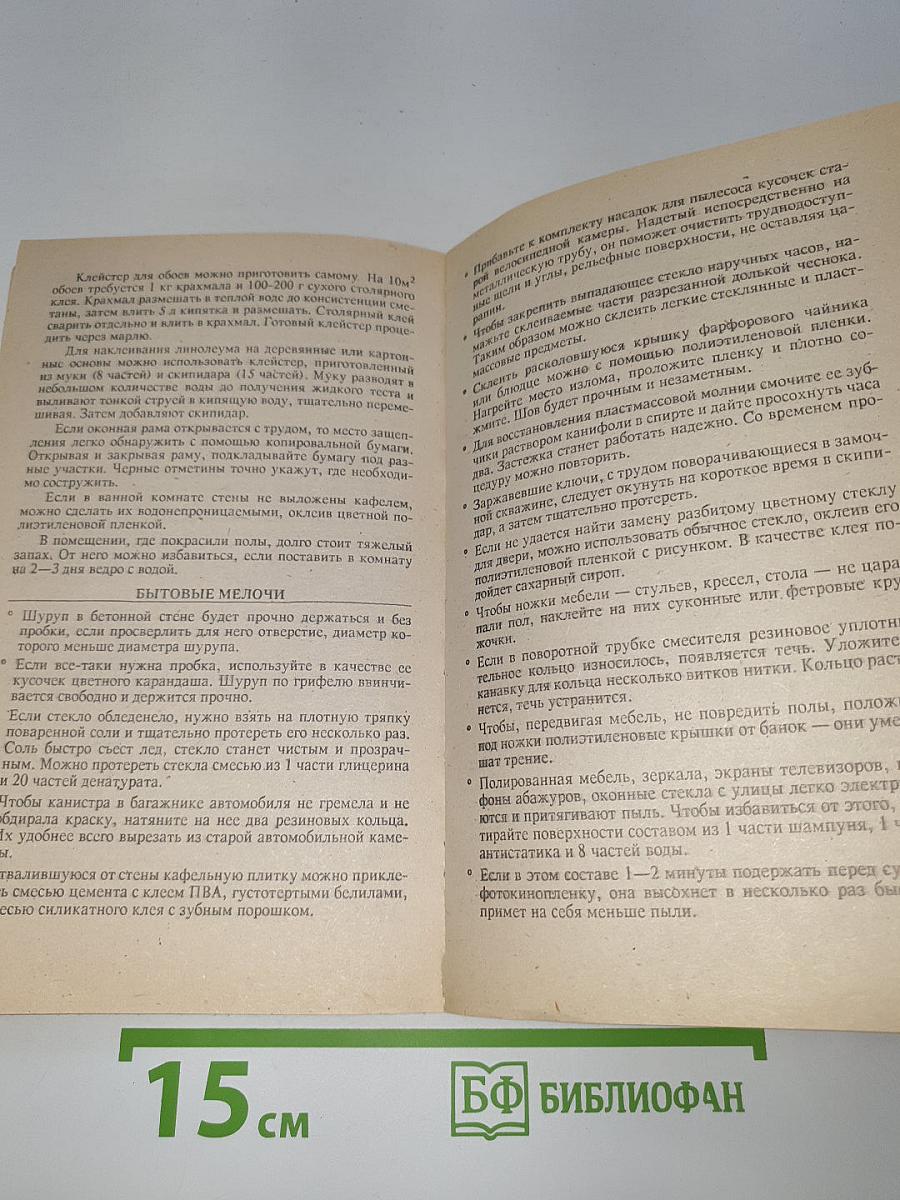 Клейстер для обоев можно приготовить самому. На 10м²
обоев требуется 1 кг крахмала и 100–200 г сухого столярного
клея. Крахмал размешать в теплой воде до консистенции сме-
таны, затем влить 5 л кипятка и размешать. Столярный клей
сварить отдельно и влить в крахмал. Готовый клейстер проце-
дить через марлю.
Для наклеивания линолеума на деревянные или картон-
ные основы можно использовать клейстер, приготовленный
из муки (8 частей) и скипидара (15 частей). Муку разводят в
небольшом количестве воды до получения жидкого теста и
выливают тонкой струей в кипящую воду, тщательно переме-
шивая. Затем добавляют скипидар.
Если оконная рама открывается с трудом, то место защеп-
ления легко обнаружить с помощью копировальной бумаги.
Открывая и закрывая раму, подкладывайте бумагу под раз-
ные участки. Черные отметины точно укажут, где необходи-
мо сострyжить.
Если в ванной комнате стены не выложены кафелем,
можно сделать их водонепроницаемыми, оклеив цветной по-
лиэтиленовой пленкой.
В помещении, где покрасили полы, долго стоит тяжелый
запах. От него можно избавиться, если поставить в комнату
на 2—3 дня ведро с водой.
БЫТОВЫЕ МЕЛОЧИ
° Шуруп в бетонной стене будет прочно держаться и без
пробки, если просверлить для него отверстие, диаметр ко-
торого меньше диаметра шурупа.
° Если все-таки нужна пробка, используйте в качестве ее
кусочек цветного карандаша. Шуруп по грифелю ввинчи-
вается свободно и держится прочно.
Если стекло обледенело, нужно взять на плотную тряпку
поваренной соли и тщательно протереть его несколько раз.
Соль быстро съест лед, стекло станет чистым и прозрач-
ным. Можно протереть стекла смесью из 1 части глицерина
и 20 частей денатурата.
Чтобы канистра в багажнике автомобиля не гремела и не
обдирала краску, натяните на нее два резиновых кольца.
Их удобнее всего вырезать из старой автомобильной каме-
ры.
твалившуюся от стены кафельную плитку можно прикле-
ть смесью цемента с клеем ПВА, густотертыми белилами,
есью силикатного клея с зубным порошком.
° Прибавьте к комплекту насадок для пылесоса кусочек ста-
рой велосипедной камеры. Надетый непосредственно на
металлическую трубу, он поможет очистить труднодоступ-
ные щели и углы, рельефные поверхности, не оставляя ца-
рапин.
° Чтобы закрепить выпадающее стекло наручных часов, на-
мажьте склеиваемые части разрезанной долькой чеснока.
Таким образом можно склеить легкие стеклянные и пласт-
массовые предметы.
° Склеить расколовшуюся крышку фарфорового чайника
или блюдце можно с помощью полиэтиленовой пленки.
Нагрейте место излома, проложите пленку и плотно со-
жмите. Шов будет прочным и незаметным.
° Для восстановления пластмассовой молнии смочите ее зуб-
чики раствором канифоли в спирте и дайте просохнуть часа
два. Застежка станет работать надежно. Со временем про-
цедуру можно повторить.
° Заржавевшие ключи, с трудом поворачивающиеся в замоч-
ной скважине, следует окунуть на короткое время в скипи-
дар, а затем тщательно протереть.
° Если не удается найти замену разбитому цветному стеклу
для двери, можно использовать обычное стекло, оклеив его
полиэтиленовой пленкой с рисунком. В качестве клея по-
дойдет сахарный сироп.
° Чтобы ножки мебели — стульев, кресел, стола — не цара
пали пол, наклейте на них суконные или фетровые кру
жочки.
° Если в поворотной трубке смесителя резиновое уплотни
тельное кольцо износилось, появляется течь. Уложите
канавку для кольца несколько витков нитки. Кольцо раст
нется, течь устранится.
° Чтобы, передвигая мебель, не повредить полы, положи
под ножки полиэтиленовые крышки от банок — они уме
шат трение.
° Полированная мебель, зеркала, экраны телевизоров,
фоны абажуров, оконные стекла с улицы легко электр
ются и притягивают пыль. Чтобы избавиться от этого,
тирайте поверхности составом из 1 части шампуня, 1 ч
антистатика и 8 частей воды.
° Если в этом составе 1—2 минуты подержать перед су
фотокинопленку, она высохнет в несколько раз бы
примет на себя меньше пыли.
15 см
БФ БИБЛИОФАН